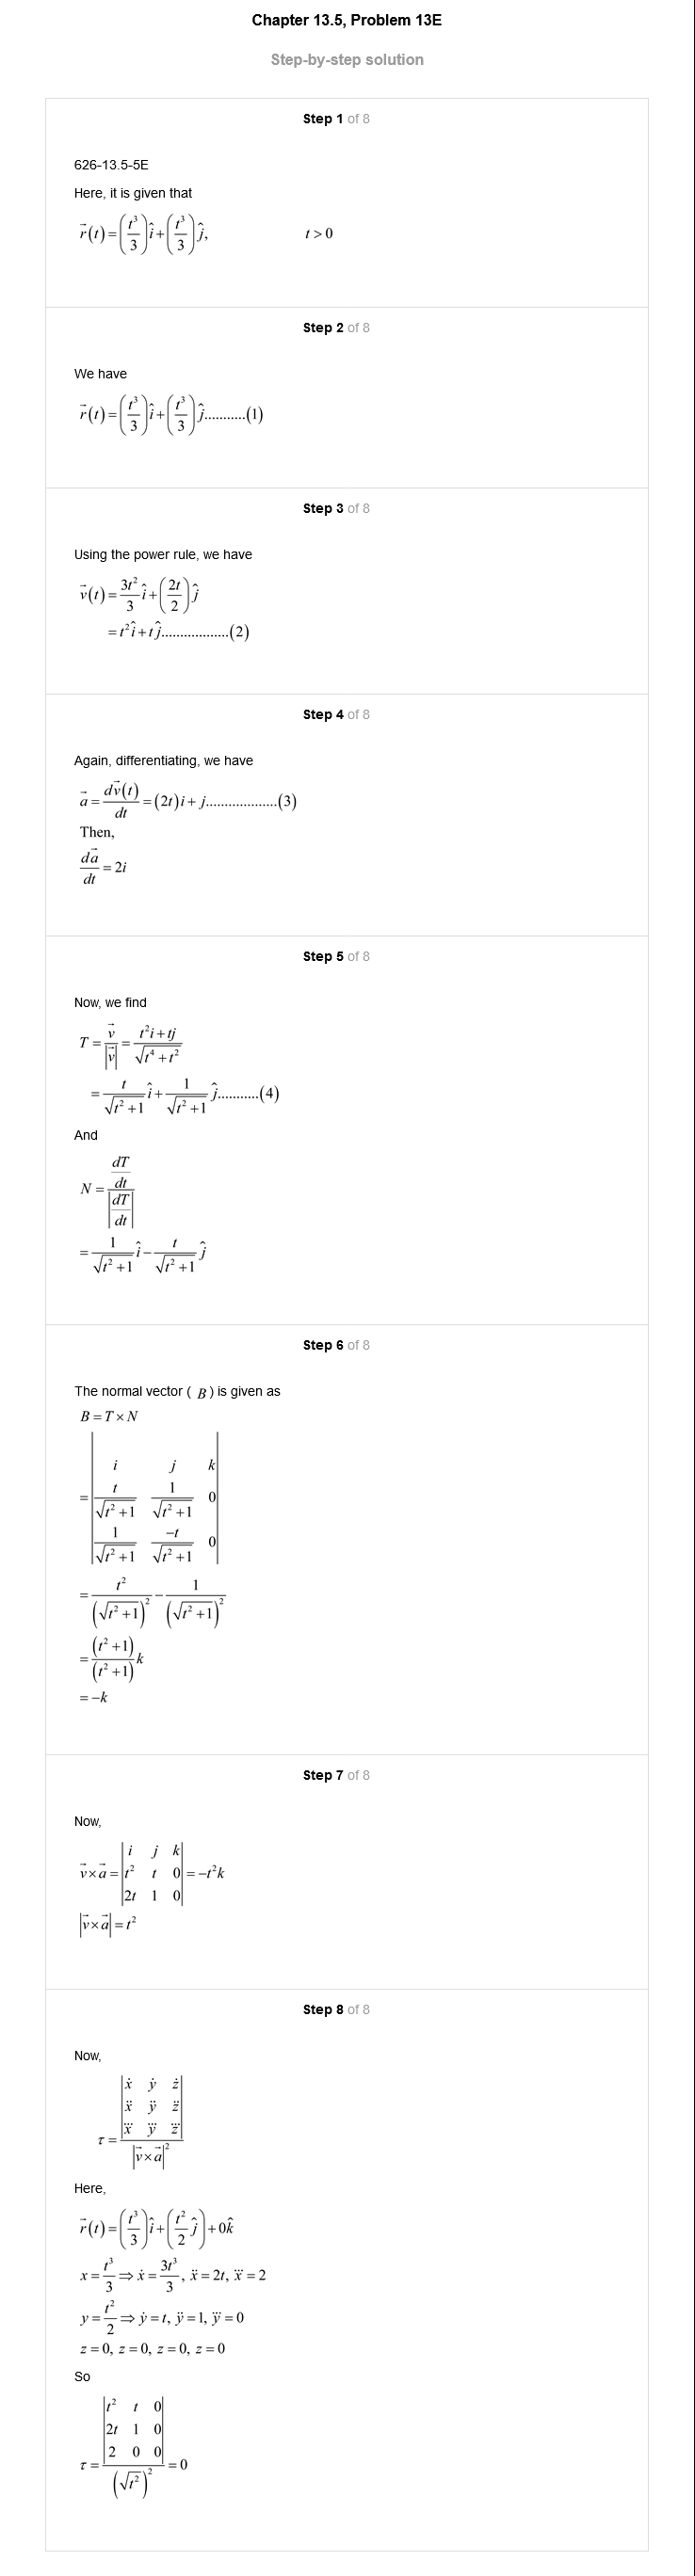 Chapter 13.5, Problem 13E
Step-by-step solution
Step 1 of 8
626-13.5-5E
Here, it is given that
$\vec{r}(t)=\left(\frac{t^3}{3}\right)\hat{i}+\left(\frac{t^3}{3}\right)\hat{j},$ $t>0$
Step 2 of 8
We have
$\vec{r}(t)=\left(\frac{t^3}{3}\right)\hat{i}+\left(\frac{t^3}{3}\right)\hat{j}...........(1)$
Step 3 of 8
Using the power rule, we have
$\vec{v}(t)=\frac{3t^2}{3}\hat{i}+\left(\frac{2t}{2}\right)\hat{j}$
$=t^2\hat{i}+t\hat{j}..................(2)$
Step 4 of 8
Again, differentiating, we have
$\vec{a}=\frac{d\vec{v}(t)}{dt}=(2t)i+j...................(3)$
Then,
$\frac{d\vec{a}}{dt}=2i$
Step 5 of 8
Now, we find
$T=\frac{\vec{v}}{|\vec{v}|}=\frac{t^2i+tj}{\sqrt{t^4+t^2}}$
$=\frac{t}{\sqrt{t^2+1}}\hat{i}+\frac{1}{\sqrt{t^2+1}}\hat{j}...........(4)$
And
$N=\frac{\frac{dT}{dt}}{\left|\frac{dT}{dt}\right|}$
$=\frac{1}{\sqrt{t^2+1}}\hat{i}-\frac{t}{\sqrt{t^2+1}}\hat{j}$
Step 6 of 8
The normal vector ( $B$ ) is given as
$B=T\times N$
$=\begin{vmatrix} i & j & k \\ \frac{t}{\sqrt{t^2+1}} & \frac{1}{\sqrt{t^2+1}} & 0 \\ \frac{1}{\sqrt{t^2+1}} & \frac{-t}{\sqrt{t^2+1}} & 0 \end{vmatrix}$
$=\frac{t^2}{\left(\sqrt{t^2+1}\right)^2}-\frac{1}{\left(\sqrt{t^2+1}\right)^2}$
$=\frac{(t^2+1)}{(t^2+1)}k$
$=-k$
Step 7 of 8
Now,
$\vec{v}\times\vec{a}=\begin{vmatrix} i & j & k \\ t^2 & t & 0 \\ 2t & 1 & 0 \end{vmatrix}=-t^2k$
$|\vec{v}\times\vec{a}|=t^2$
Step 8 of 8
Now,
$\tau=\frac{\begin{vmatrix} \dot{x} & \dot{y} & \dot{z} \\ \ddot{x} & \ddot{y} & \ddot{z} \\ \dddot{x} & \dddot{y} & \dddot{z} \end{vmatrix}}{|\vec{v}\times\vec{a}|^2}$
Here,
$\vec{r}(t)=\left(\frac{t^3}{3}\right)\hat{i}+\left(\frac{t^2}{2}\hat{j}\right)+0\hat{k}$
$x=\frac{t^3}{3}\Rightarrow\dot{x}=\frac{3t^3}{3}, \ddot{x}=2t, \dddot{x}=2$
$y=\frac{t^2}{2}\Rightarrow\dot{y}=t, \ddot{y}=1, \dddot{y}=0$
$z=0, z=0, z=0, z=0$
So
$\tau=\frac{\begin{vmatrix} t^2 & t & 0 \\ 2t & 1 & 0 \\ 2 & 0 & 0 \end{vmatrix}}{\left(\sqrt{t^2}\right)^2}=0$